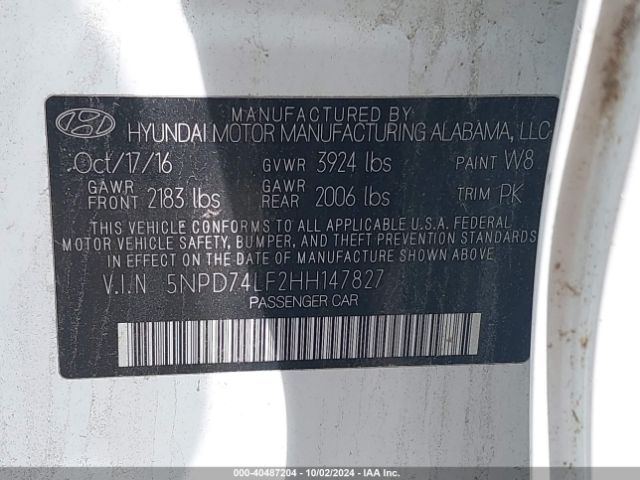 MANUFACTURED BY
HYUNDAI MOTOR MANUFACTURING ALABAMA, LLC
Oct/17/16 GVWR 3924 lbs PAINT W8
GAWR FRONT 2183 lbs GAWR REAR 2006 lbs TRIM PK
THIS VEHICLE CONFORMS TO ALL APPLICABLE U.S.A. FEDERAL
MOTOR VEHICLE SAFETY, BUMPER, AND THEFT PREVENTION STANDARDS
IN EFFECT ON THE DATE OF MANUFACTURE SHOWN ABOVE.
V.I.N 5NPD74LF2HH147827
PASSENGER CAR
000-40487204 - 10/02/2024 - IAA Inc.